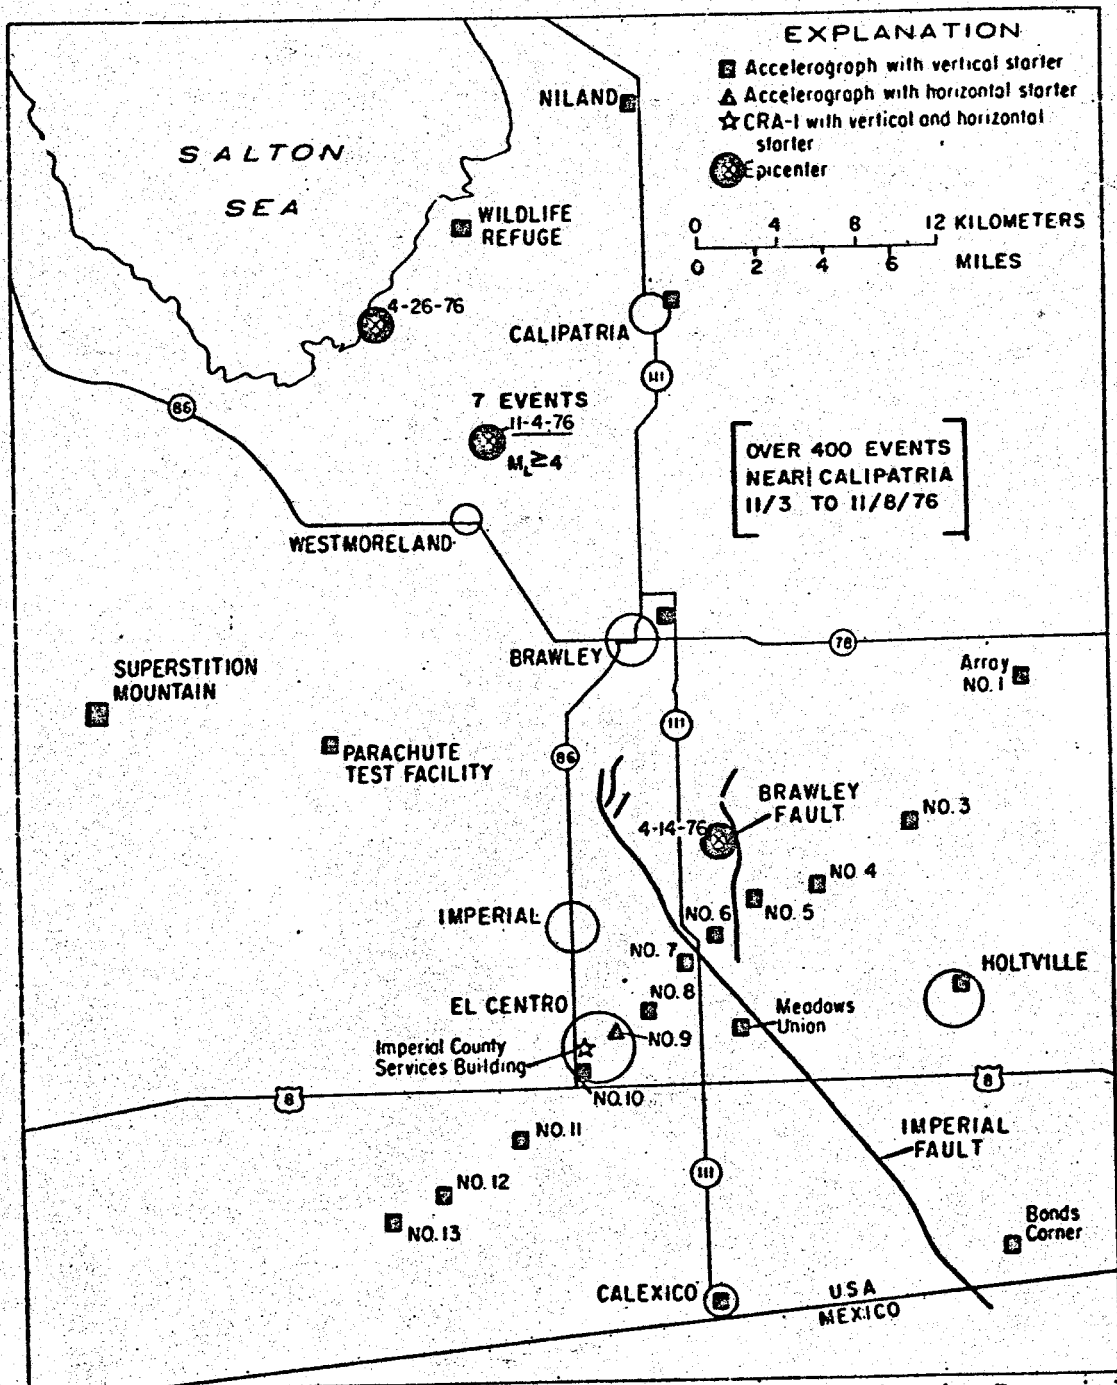 EXPLANATION
Accelerograph with vertical starter
Accelerograph with horizontal starter
CRA-1 with vertical and horizontal
starter
Epicenter
0 4 8 12 KILOMETERS
0 2 4 6 MILES
NILAND
SALTON
SEA
WILDLIFE
REFUGE
4-26-76
CALIPATRIA
111
86
7 EVENTS
11-4-76
ML≥4
OVER 400 EVENTS
NEAR CALIPATRIA
11/3 TO 11/8/76
WESTMORELAND
BRAWLEY
78
SUPERSTITION
MOUNTAIN
Array
NO. 1
PARACHUTE
TEST FACILITY
111
86
BRAWLEY
FAULT
4-14-76
NO. 3
NO. 4
NO. 5
NO. 6
IMPERIAL
NO. 7
HOLTVILLE
EL CENTRO
NO. 8
Meadows
Union
NO. 9
Imperial County
Services Building
NO. 10
8
8
NO. 11
IMPERIAL
FAULT
111
NO. 12
NO. 13
Bonds
Corner
CALEXICO
USA
MEXICO